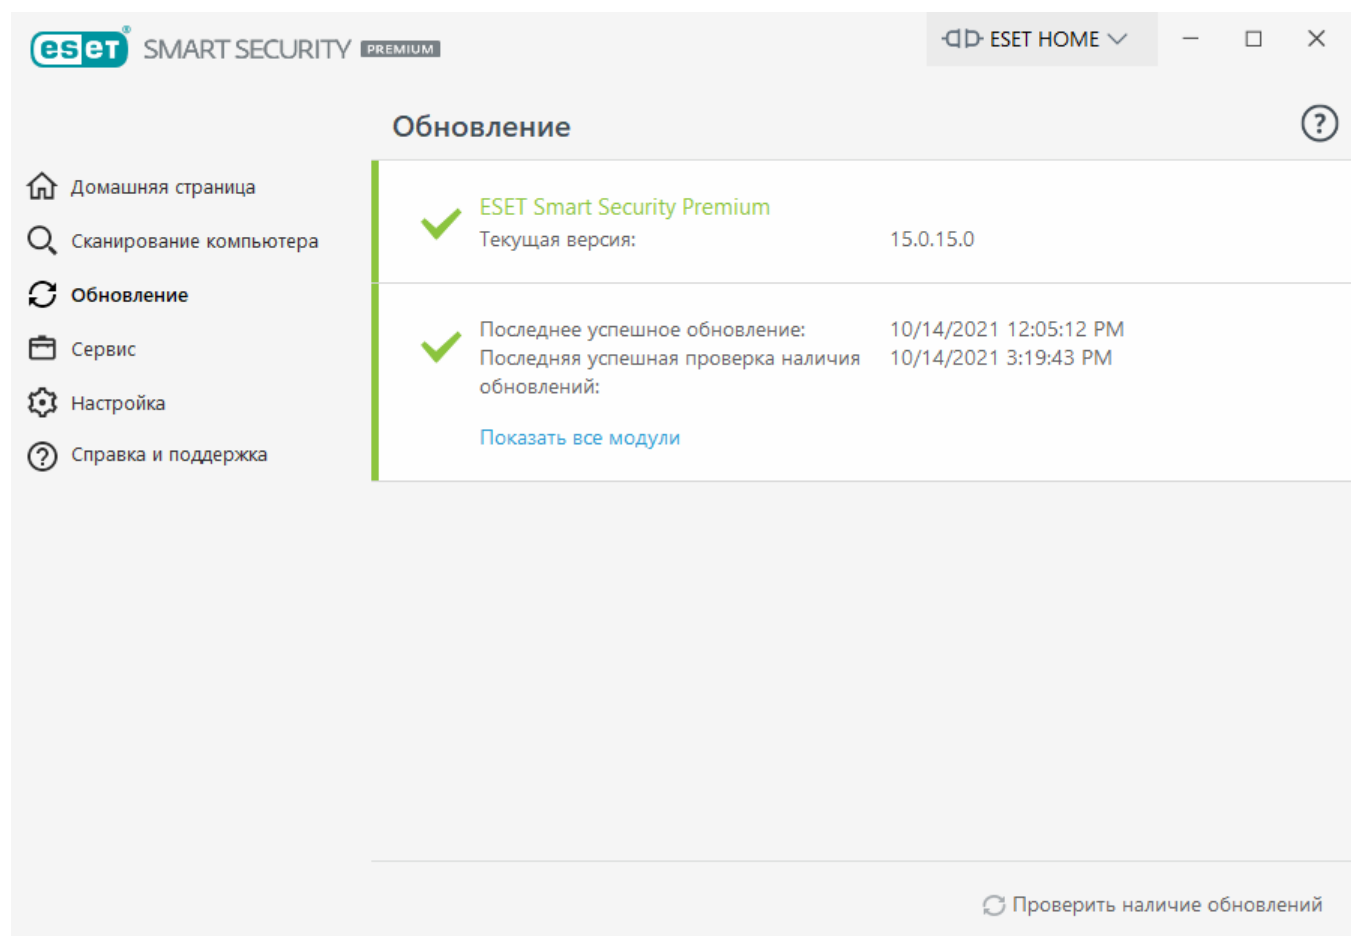 eseT® SMART SECURITY PREMIUM
ESET HOME
Обновление
Домашняя страница
Сканирование компьютера
Обновление
Сервис
Настройка
Справка и поддержка
ESET Smart Security Premium
Текущая версия: 15.0.15.0
Последнее успешное обновление: 10/14/2021 12:05:12 PM
Последняя успешная проверка наличия 10/14/2021 3:19:43 PM
обновлений:
Показать все модули
Проверить наличие обновлений